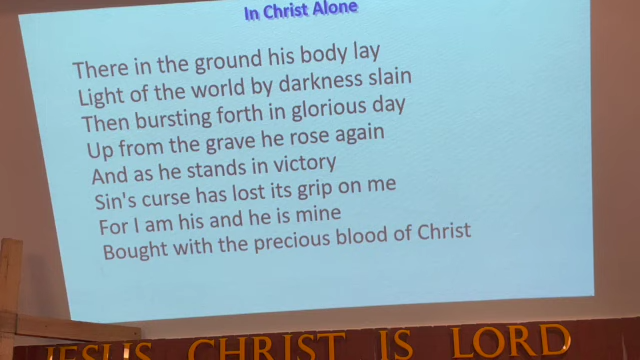 In Christ Alone
There in the ground his body lay
Light of the world by darkness slain
Then bursting forth in glorious day
Up from the grave he rose again
And as he stands in victory
Sin's curse has lost its grip on me
For I am his and he is mine
Bought with the precious blood of Christ
JESUS CHRIST IS LORD